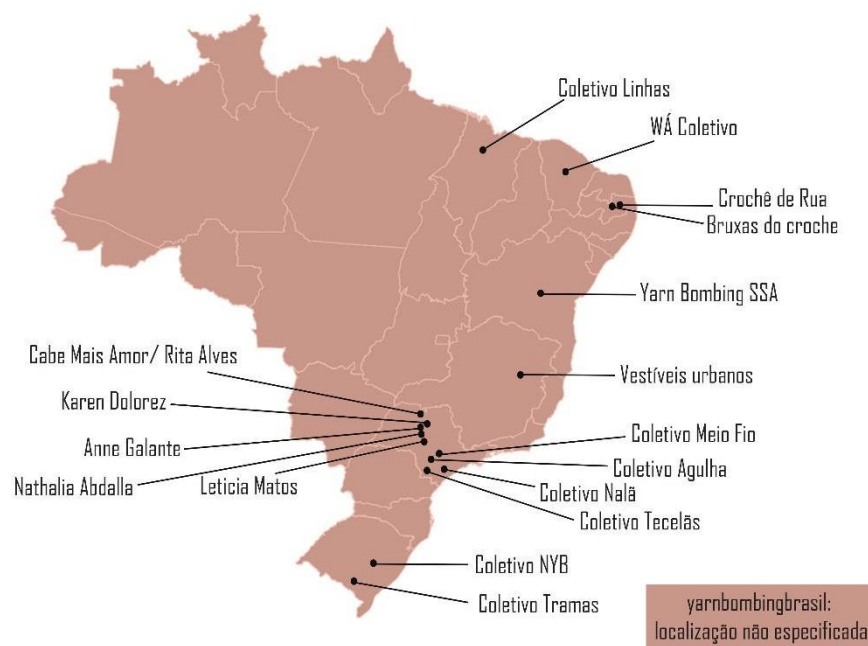 Coletivo Linhas
WÁ Coletivo
Crochê de Rua
Bruxas do croche
Yarn Bombing SSA
Cabe Mais Amor/ Rita Alves
Vestíveis urbanos
Karen Dolorez
Anne Galante
Coletivo Meio Fio
Nathalia Abdalla
Leticia Matos
Coletivo Agulha
Coletivo Nalã
Coletivo Tecelãs
Coletivo NYB
Coletivo Tramas
yarnbombingbrasil:
localização não especificada